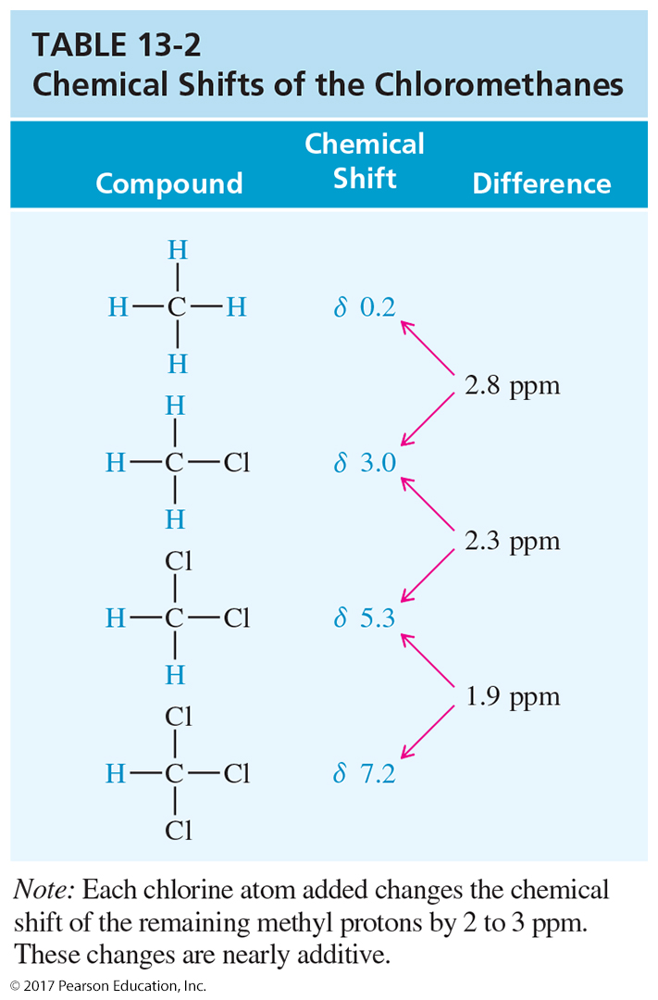 TABLE 13-2
Chemical Shifts of the Chloromethanes
Compound Chemical Shift Difference
H
H—C—H δ 0.2
H
2.8 ppm
H
H—C—Cl δ 3.0
H
2.3 ppm
Cl
H—C—Cl δ 5.3
H
1.9 ppm
Cl
H—C—Cl δ 7.2
Cl
Note: Each chlorine atom added changes the chemical
shift of the remaining methyl protons by 2 to 3 ppm.
These changes are nearly additive.
© 2017 Pearson Education, Inc.